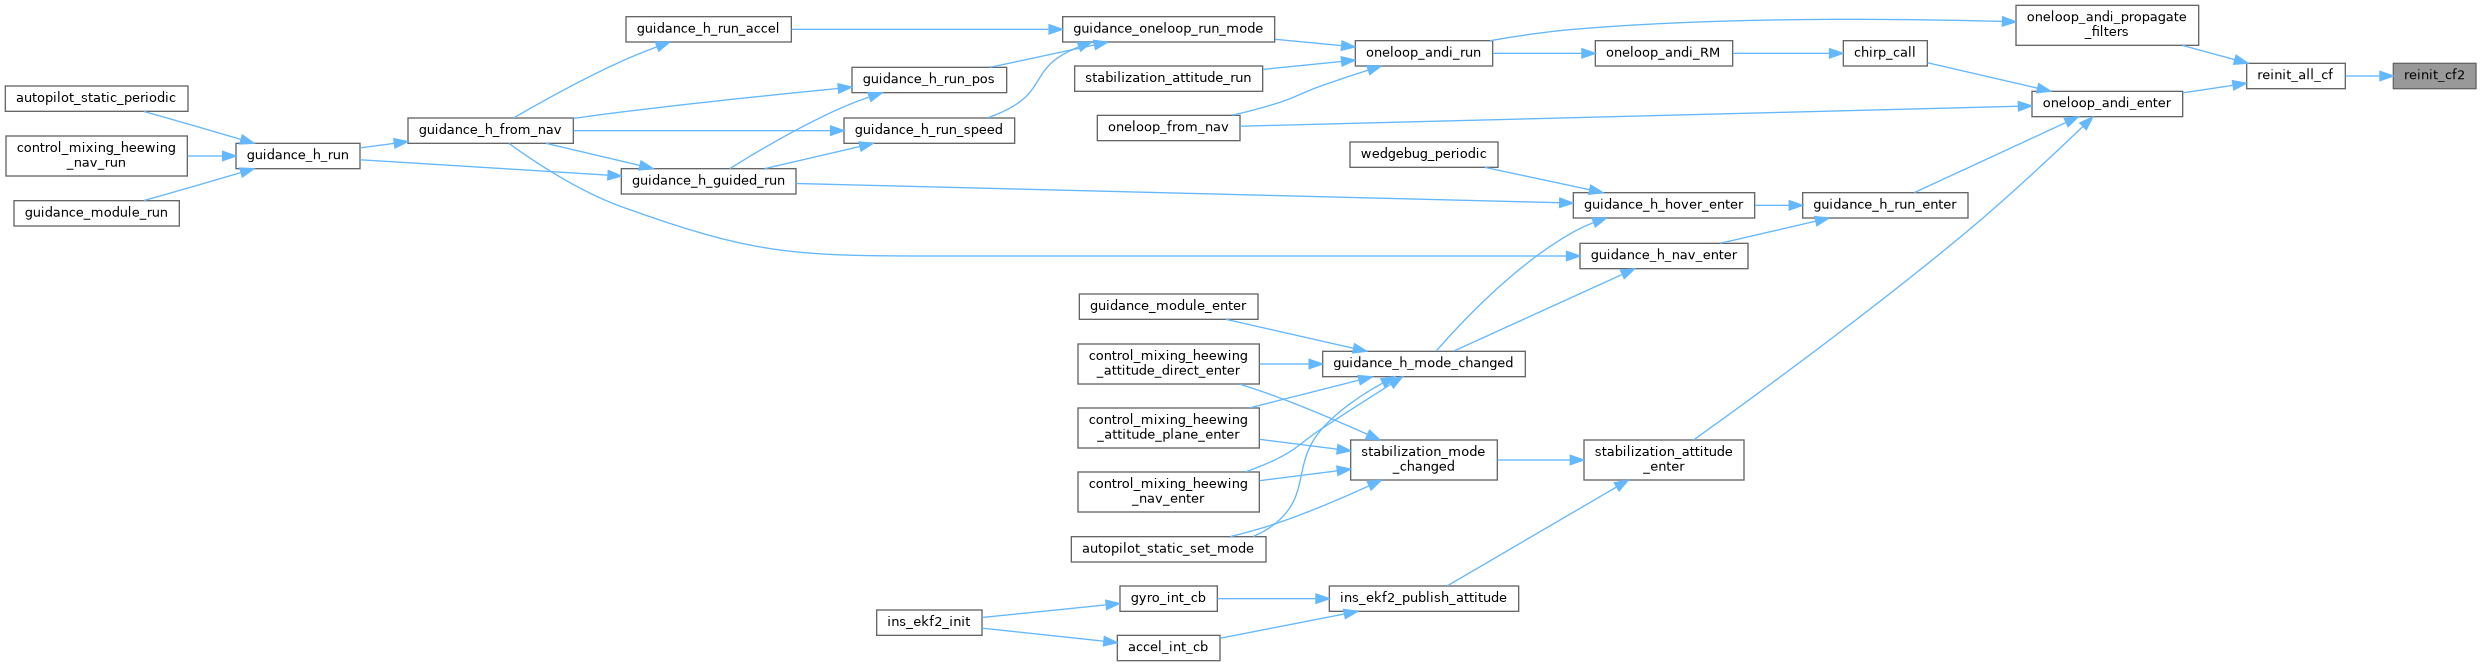 autopilot_static_periodic
control_mixing_heewing
_nav_run
guidance_module_run
guidance_h_run
guidance_h_from_nav
guidance_h_run_accel
guidance_h_run_pos
guidance_h_run_speed
guidance_h_guided_run
guidance_oneloop_run_mode
stabilization_attitude_run
oneloop_from_nav
oneloop_andi_run
oneloop_andi_RM
chirp_call
oneloop_andi_propagate
_filters
reinit_all_cf
reinit_cf2
oneloop_andi_enter
wedgebug_periodic
guidance_h_hover_enter
guidance_h_run_enter
guidance_h_nav_enter
guidance_module_enter
control_mixing_heewing
_attitude_direct_enter
guidance_h_mode_changed
control_mixing_heewing
_attitude_plane_enter
stabilization_mode
_changed
stabilization_attitude
_enter
control_mixing_heewing
_nav_enter
autopilot_static_set_mode
ins_ekf2_init
gyro_int_cb
accel_int_cb
ins_ekf2_publish_attitude